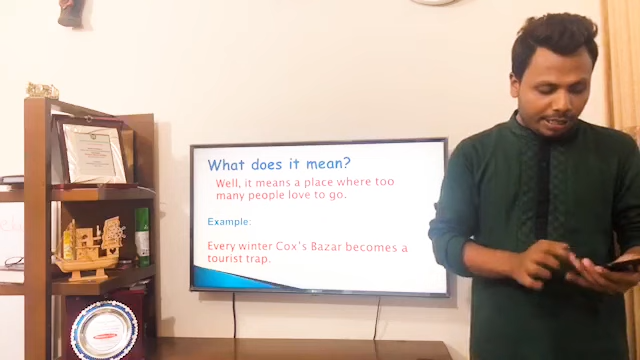 What does it mean?
Well, it means a place where too
many people love to go.
Example:
Every winter Cox's Bazar becomes a
tourist trap.